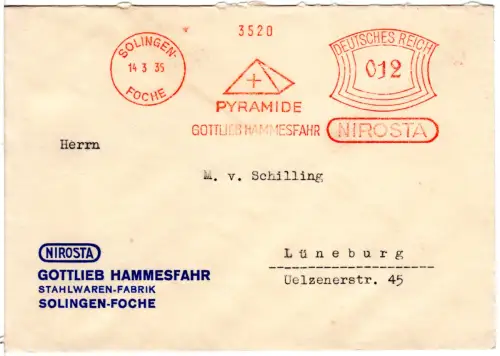 3520
SOLINGEN-
FOCHE
14 3 35
DEUTSCHES REICH
012
PYRAMIDE
GOTTLIEB HAMMESFAHR NIROSTA
Herrn
M. v. Schilling
Lüneburg
Uelzenerstr. 45
NIROSTA
GOTTLIEB HAMMESFAHR
STAHLWAREN-FABRIK
SOLINGEN-FOCHE